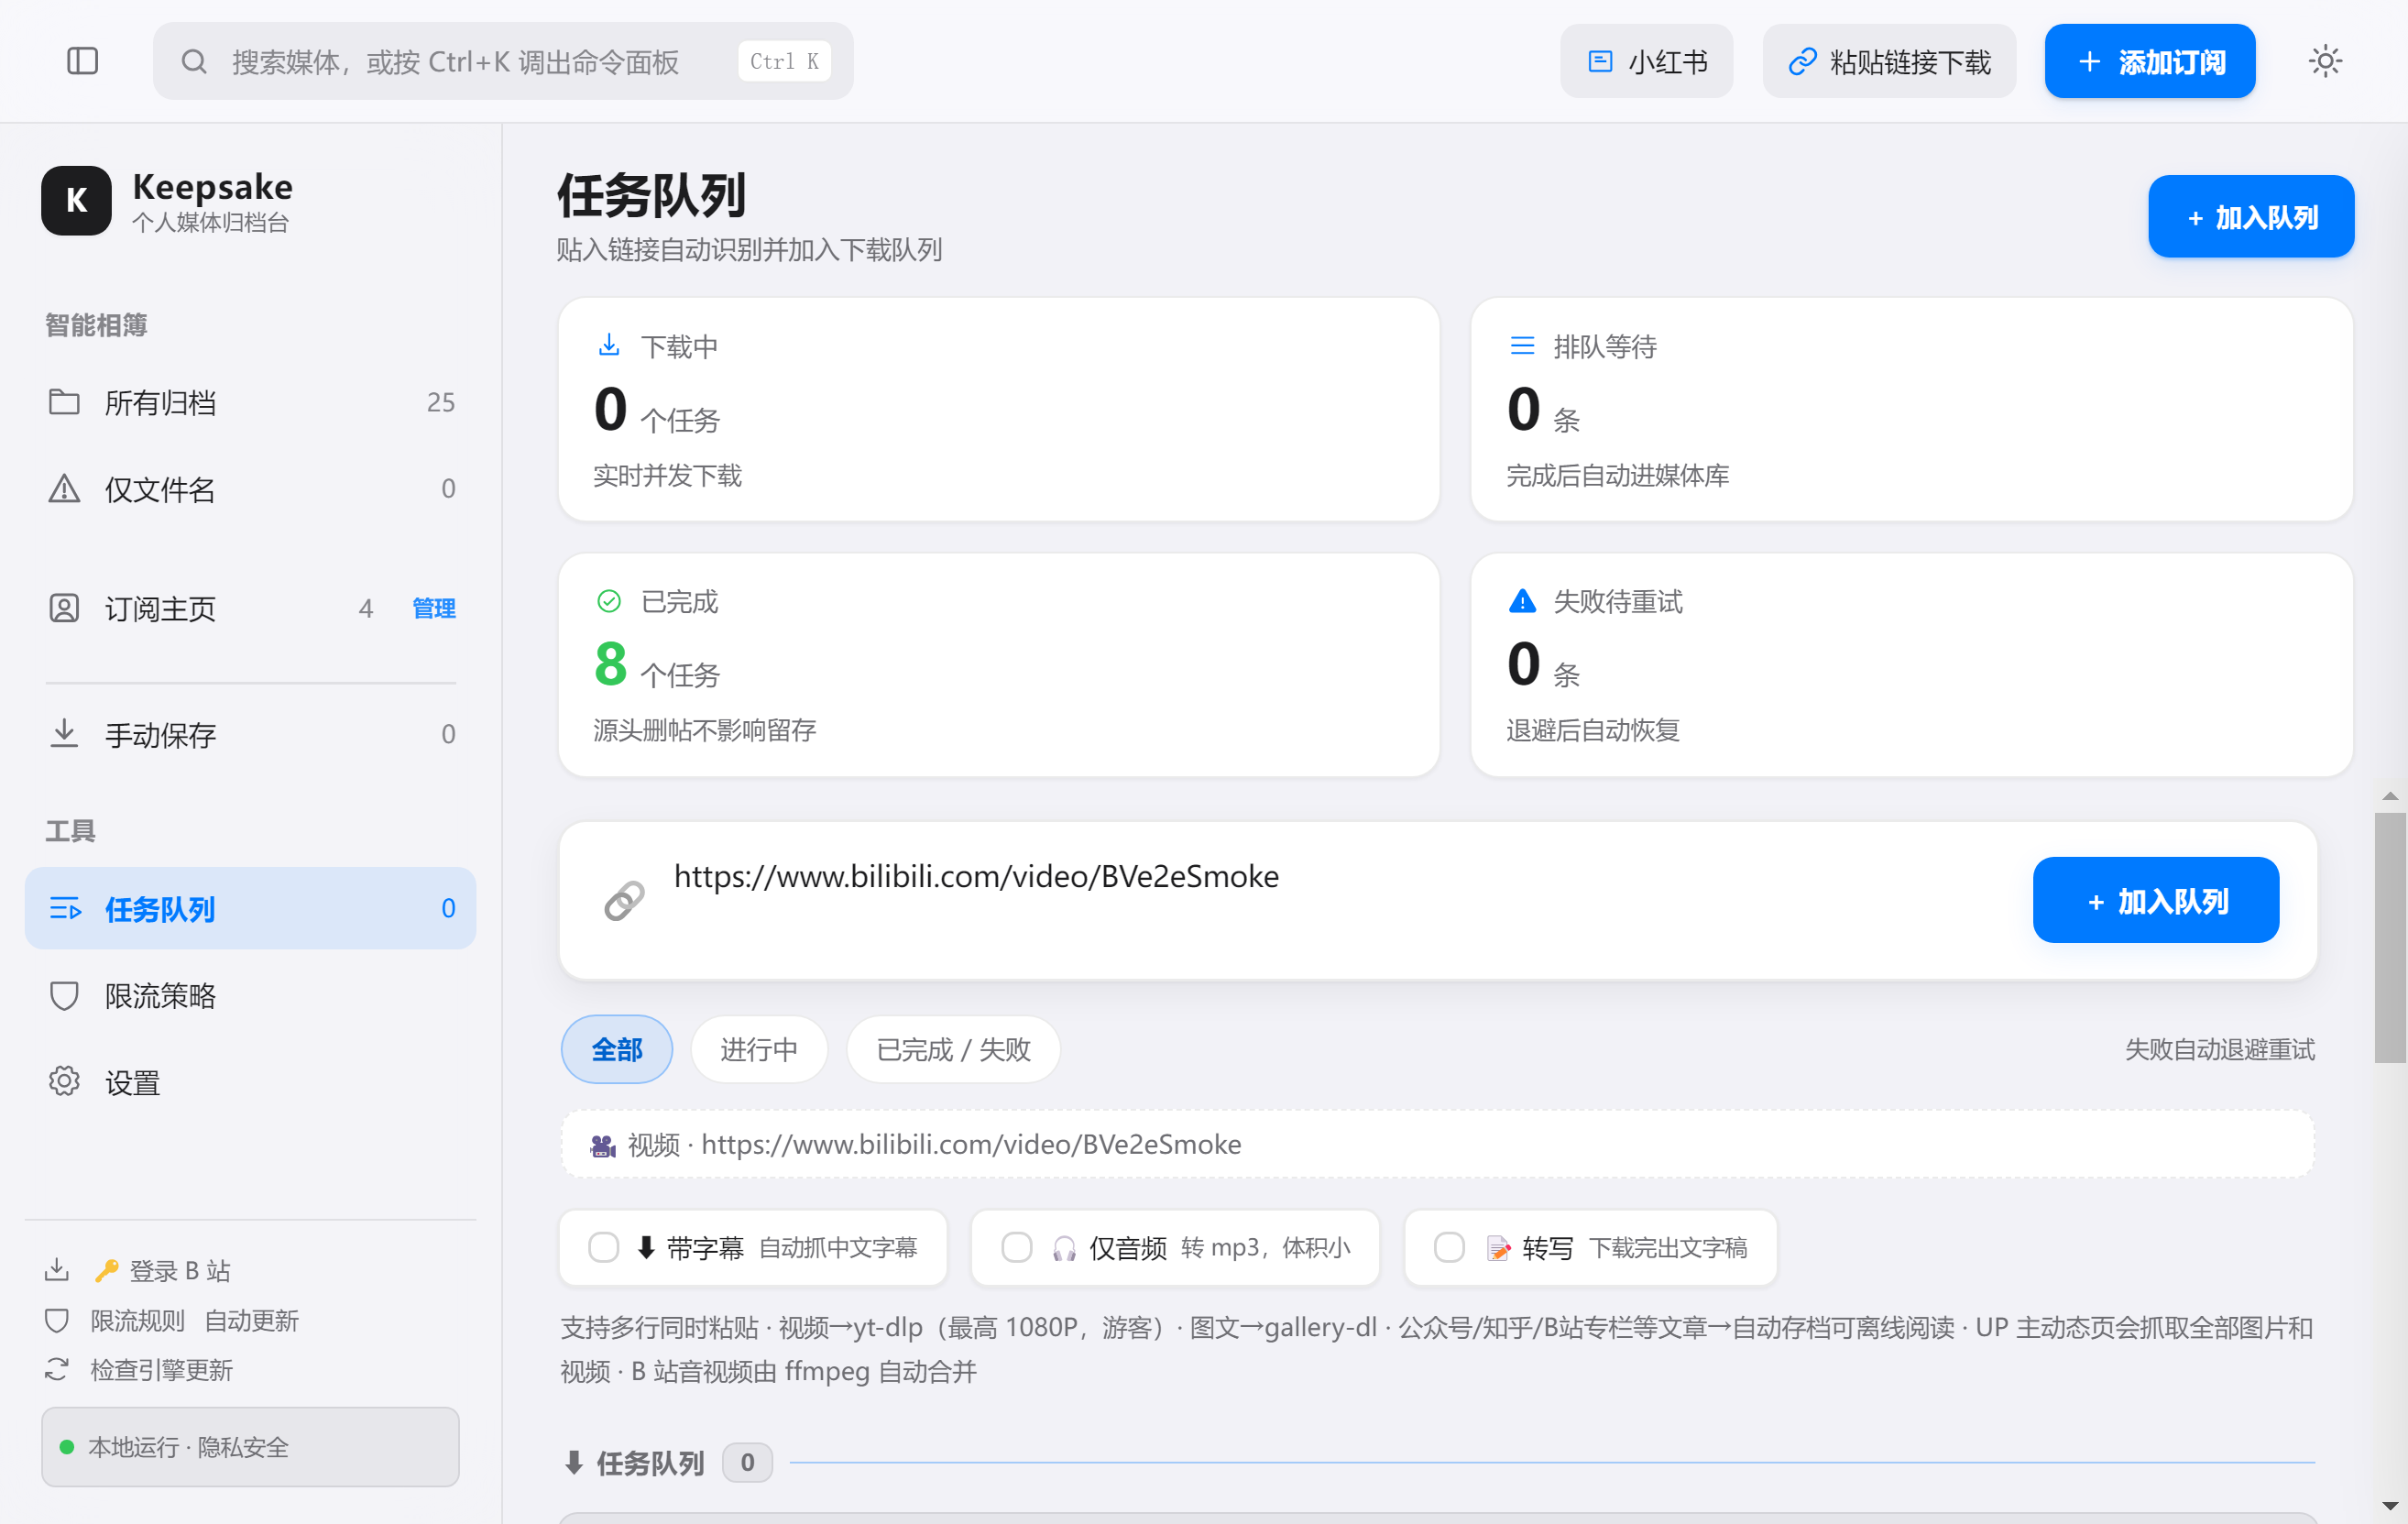 搜索媒体，或按 Ctrl+K 调出命令面板
Ctrl K
小红书
粘贴链接下载
+ 添加订阅
K
Keepsake
个人媒体归档台
智能相簿
所有归档 25
仅文件名 0
订阅主页 4 管理
手动保存 0
工具
任务队列 0
限流策略
设置
登录 B 站
限流规则 自动更新
检查引擎更新
本地运行 · 隐私安全
任务队列
贴入链接自动识别并加入下载队列
+ 加入队列
下载中
0 个任务
实时并发下载
排队等待
0 条
完成后自动进媒体库
已完成
8 个任务
源头删帖不影响留存
失败待重试
0 条
退避后自动恢复
https://www.bilibili.com/video/BVe2eSmoke
+ 加入队列
全部
进行中
已完成 / 失败
失败自动退避重试
视频 · https://www.bilibili.com/video/BVe2eSmoke
带字幕 自动抓中文字幕
仅音频 转 mp3，体积小
转写 下载完出文字稿
支持多行同时粘贴 · 视频→yt-dlp（最高 1080P，游客）· 图文→gallery-dl · 公众号/知乎/B站专栏等文章→自动存档可离线阅读 · UP 主动态页会抓取全部图片和
视频 · B 站音视频由 ffmpeg 自动合并
任务队列 0